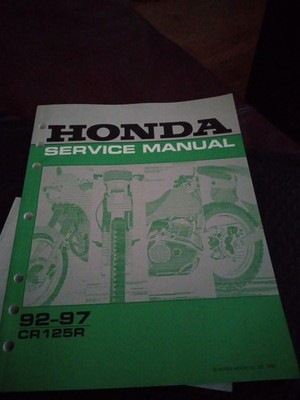 HONDA
SERVICE MANUAL
92-97
CR125R